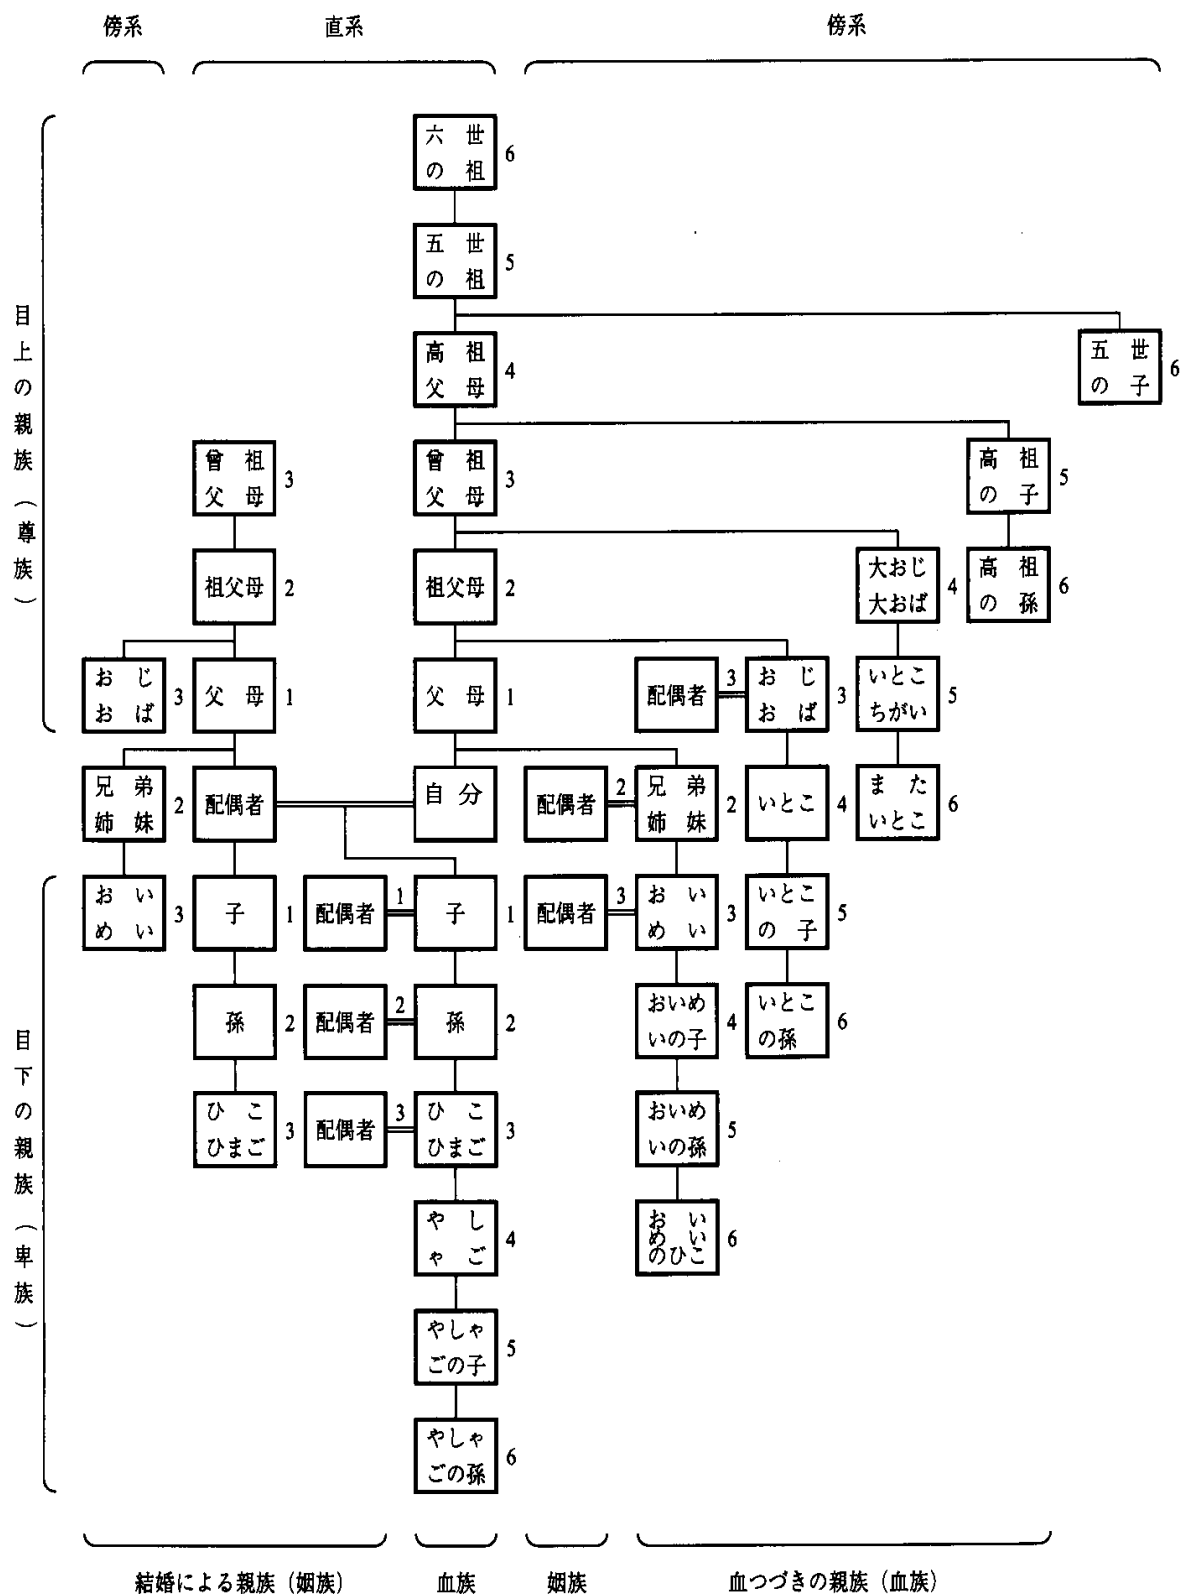 傍系 直系 傍系
目上の親族(尊族)
六世 6
の祖
五世 5
の祖
高祖 4
父母
五世 6
の子
曾祖 3
父母
曾祖 3
父母
高祖 5
の子
祖父母 2
祖父母 2
大おじ 4
大おば
高祖 6
の孫
おじ 3
おば
父母 1
父母 1
配偶者 3
おじ 3
おば
いとこ 5
ちがい
兄弟 2
姉妹
配偶者
自分
配偶者 2
兄弟 2
姉妹
いとこ 4
また 6
いとこ
目下の親族(卑族)
おい 3
めい
子 1
配偶者 1
子 1
配偶者 3
おい 3
めい
いとこ 5
の子
孫 2
配偶者 2
孫 2
おいめ 4
いの子
いとこ 6
の孫
ひこ 3
ひまご
配偶者 3
ひこ 3
ひまご
おいめ 5
いの孫
やし 4
ゃご
おい 6
めい
のひこ
やしゃ 5
ごの子
やしゃ 6
ごの孫
結婚による親族(姻族) 血族 姻族 血つづきの親族(血族)